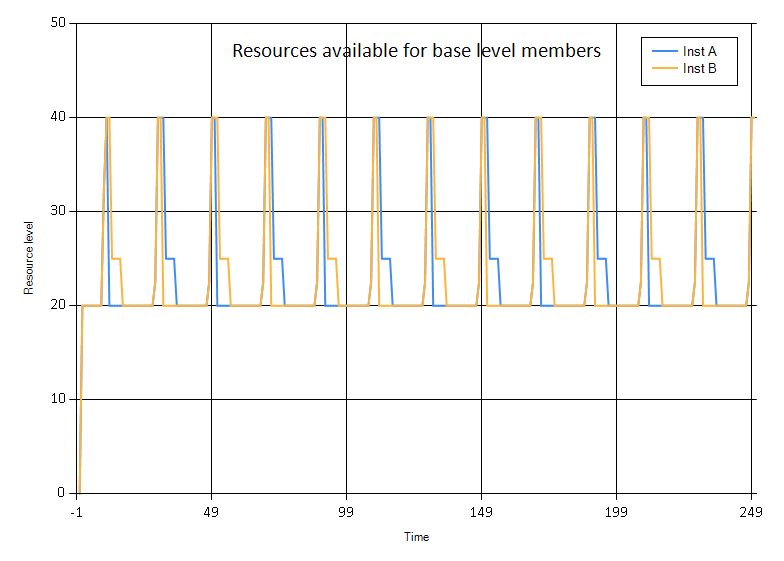 50
Resources available for base level members
Inst A
Inst B
40
30
Resource level
20
10
0
-1 49 99 149 199 249
Time